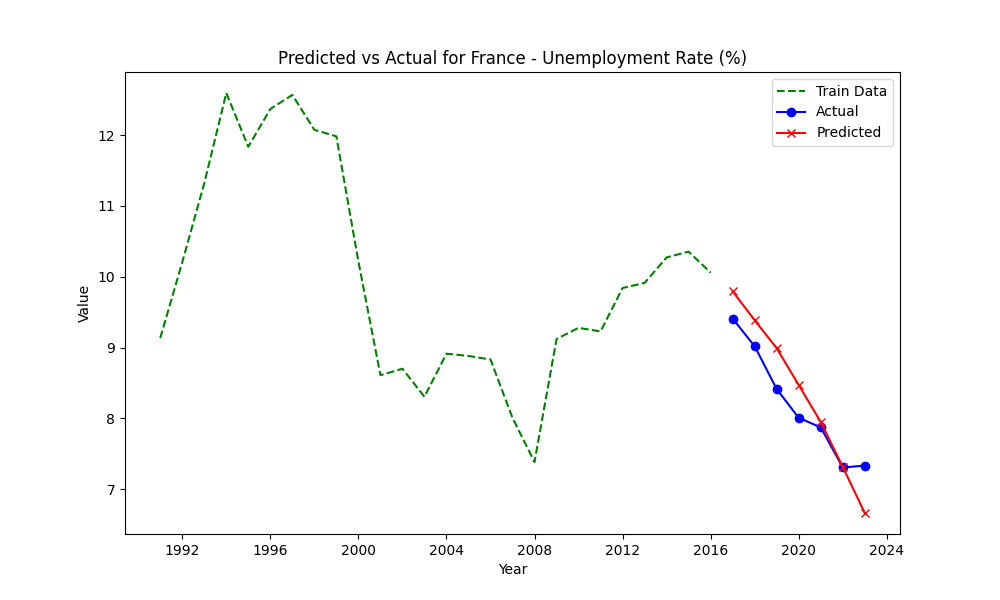 Predicted vs Actual for France - Unemployment Rate (%)
Train Data
Actual
Predicted
12
11
10
9
8
7
Value
1992 1996 2000 2004 2008 2012 2016 2020 2024
Year